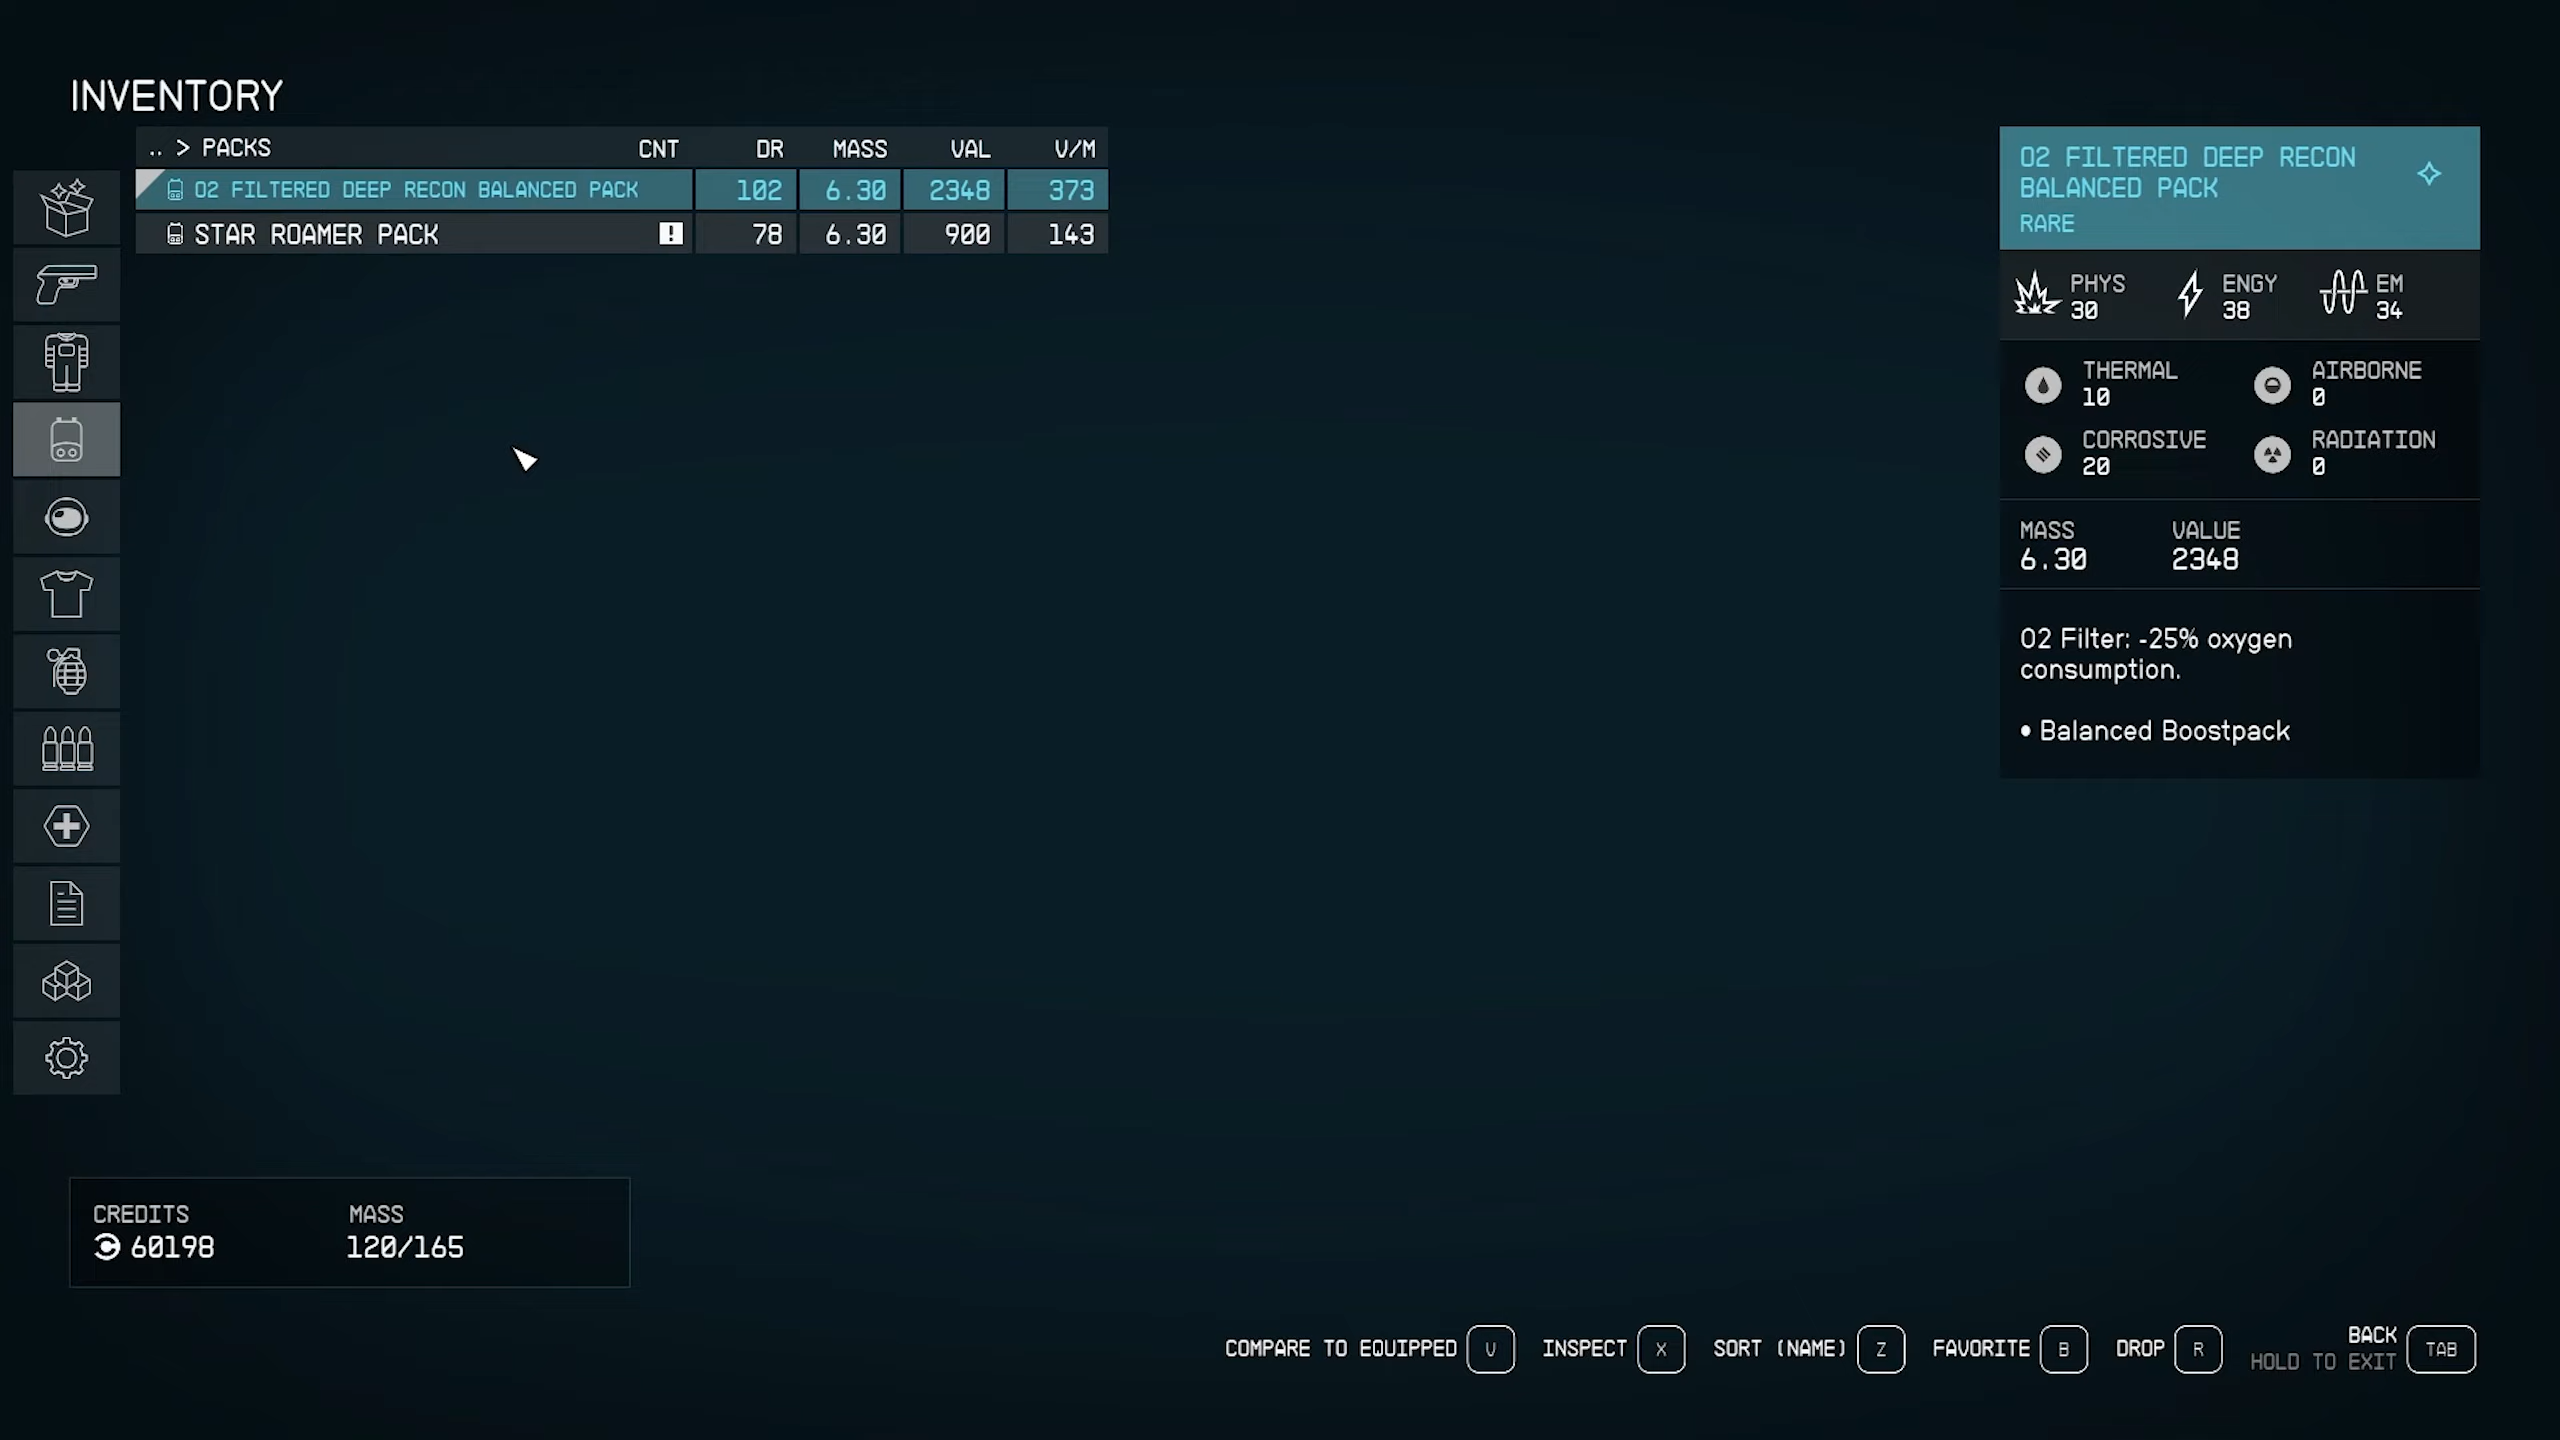 INVENTORY
.. > PACKS CNT DR MASS VAL V/M
O2 FILTERED DEEP RECON BALANCED PACK 102 6.30 2348 373
STAR ROAMER PACK ! 78 6.30 900 143
O2 FILTERED DEEP RECON
BALANCED PACK
RARE
PHYS ENGY EM
30 38 34
THERMAL AIRBORNE
10 0
CORROSIVE RADIATION
20 0
MASS VALUE
6.30 2348
O2 Filter: -25% oxygen
consumption.
• Balanced Boostpack
CREDITS MASS
60198 120/165
COMPARE TO EQUIPPED V INSPECT X SORT (NAME) Z FAVORITE B DROP R BACK TAB
HOLD TO EXIT